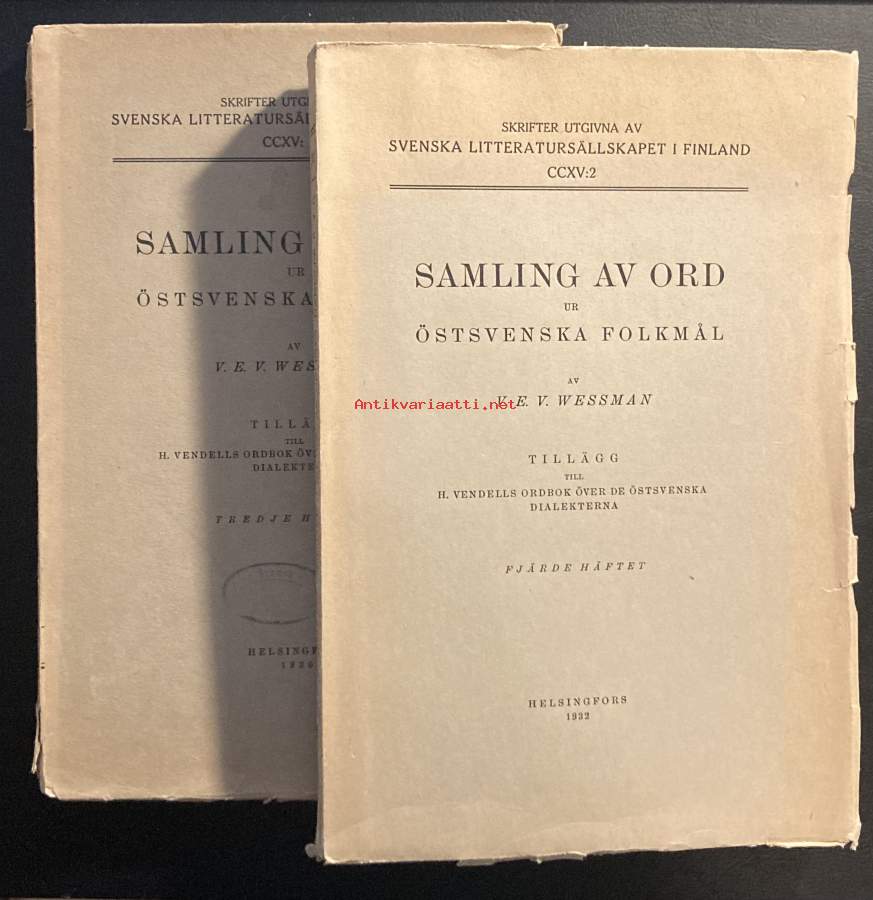 SKRIFTER UTG
SVENSKA LITTERATURSÄL
CCXV:
SAMLING
UR
ÖSTSVENSKA
AV
V. E. V. WES
TILLÄ
TILL
H. VENDELLS ORDBOK ÖV
DIALEKTE
TREDJE H
HELSINGF
SKRIFTER UTGIVNA AV
SVENSKA LITTERATURSÄLLSKAPET I FINLAND
CCXV:2
SAMLING AV ORD
UR
ÖSTSVENSKA FOLKMÅL
AV
V. E. V. WESSMAN
Antikvariaatti.net
TILLÄGG
TILL
H. VENDELLS ORDBOK ÖVER DE ÖSTSVENSKA
DIALEKTERNA
FJÄRDE HÄFTET
HELSINGFORS
1932